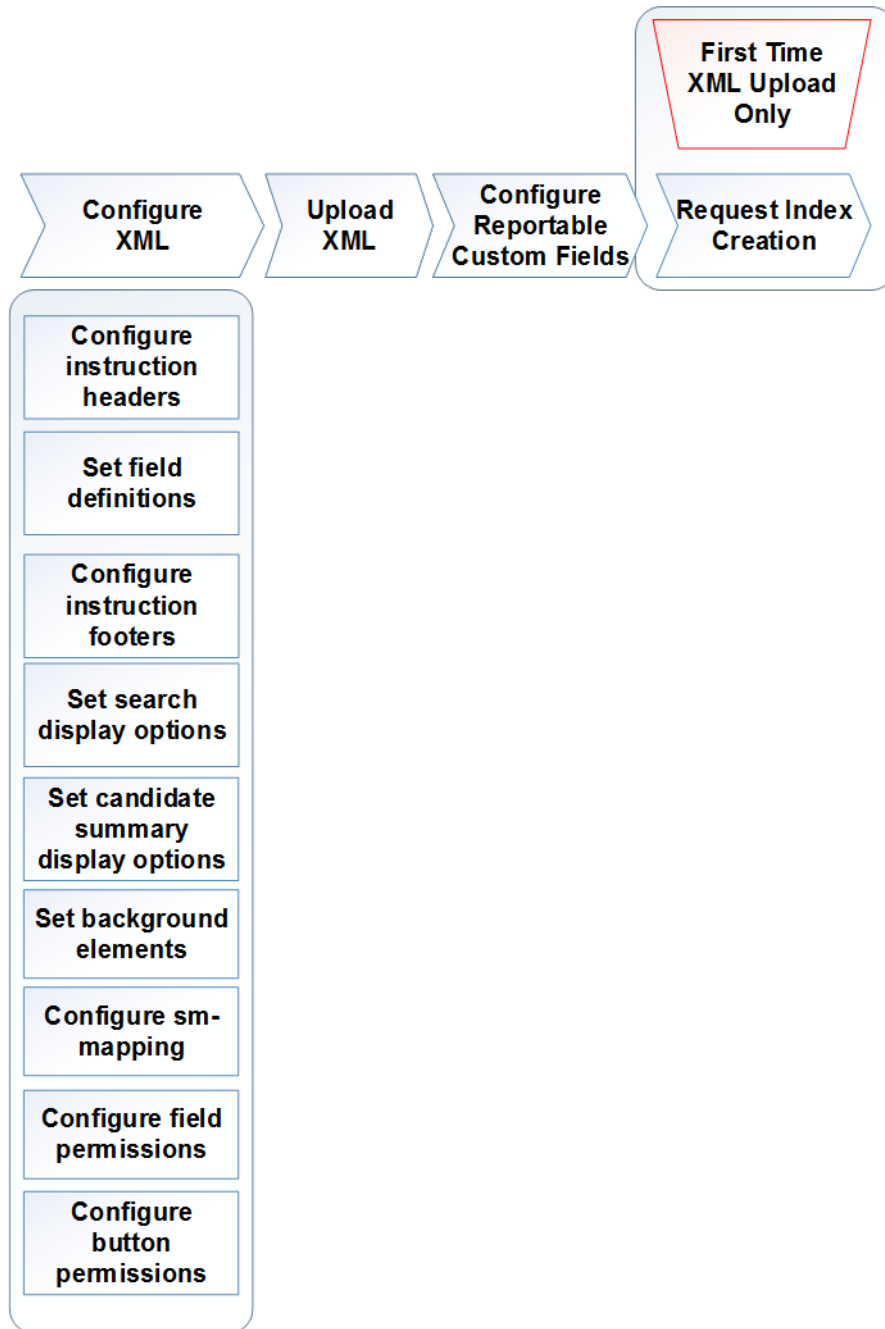 First Time
XML Upload
Only
Configure
XML
Upload
XML
Configure
Reportable
Custom Fields
Request Index
Creation
Configure
instruction
headers
Set field
definitions
Configure
instruction
footers
Set search
display options
Set candidate
summary
display options
Set background
elements
Configure sm-
mapping
Configure field
permissions
Configure
button
permissions